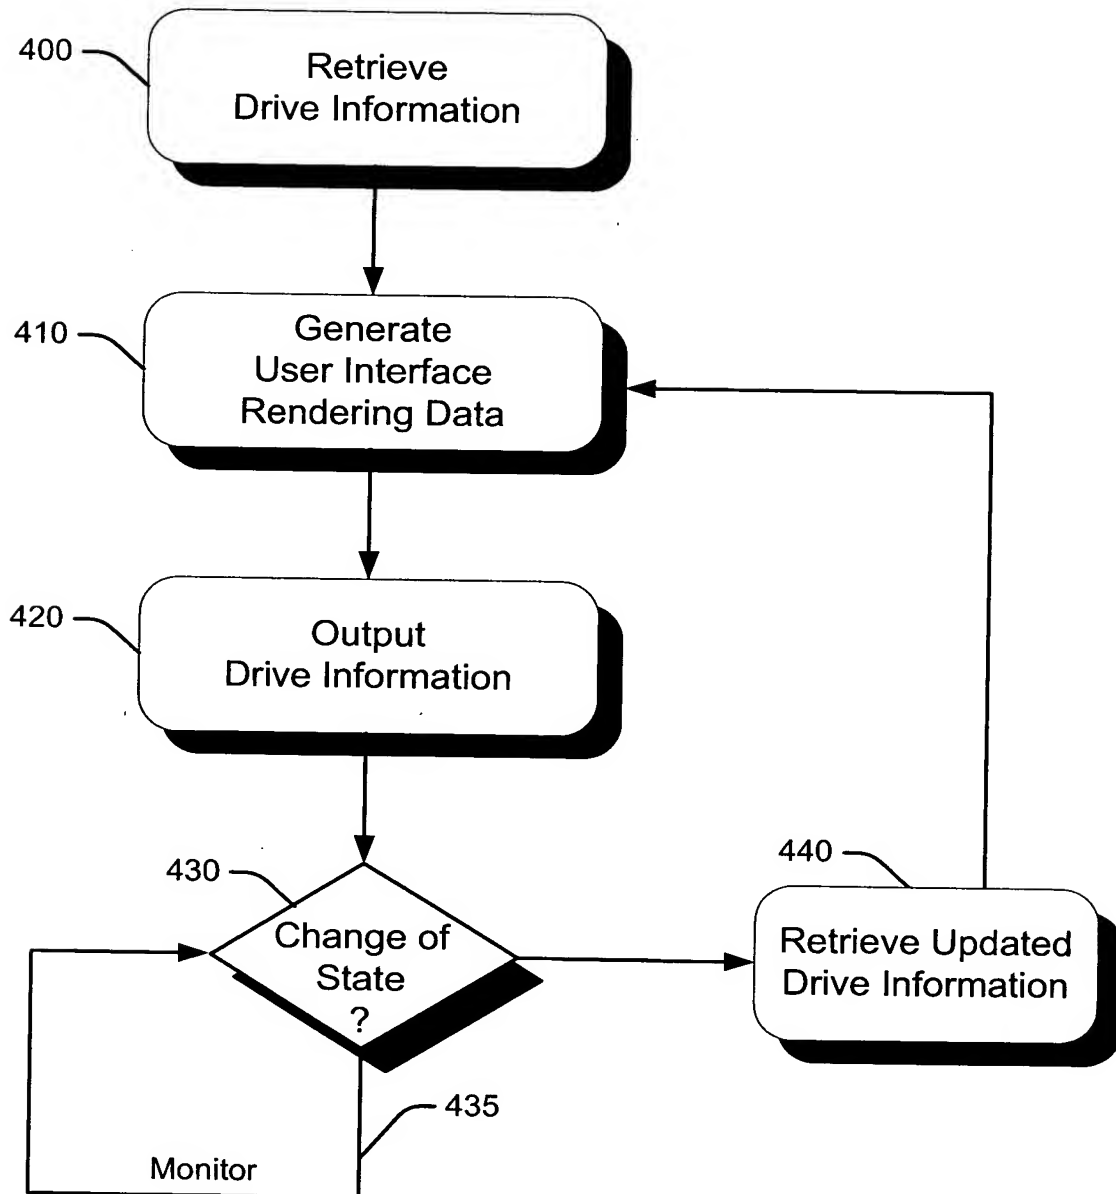 400
Retrieve
Drive Information
410
Generate
User Interface
Rendering Data
420
Output
Drive Information
430
Change of
State
?
440
Retrieve Updated
Drive Information
435
Monitor